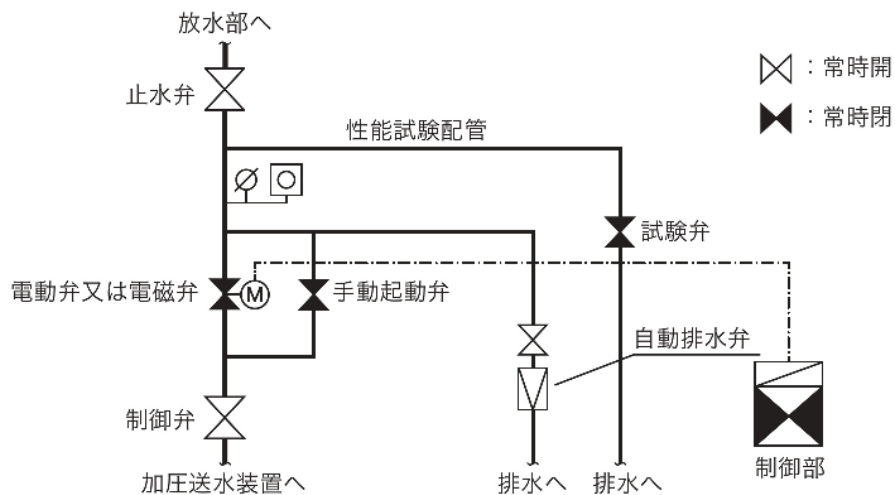 放水部へ
止水弁
：常時開
：常時閉
性能試験配管
試験弁
電動弁又は電磁弁
M
手動起動弁
自動排水弁
制御弁
制御部
加圧送水装置へ
排水へ
排水へ